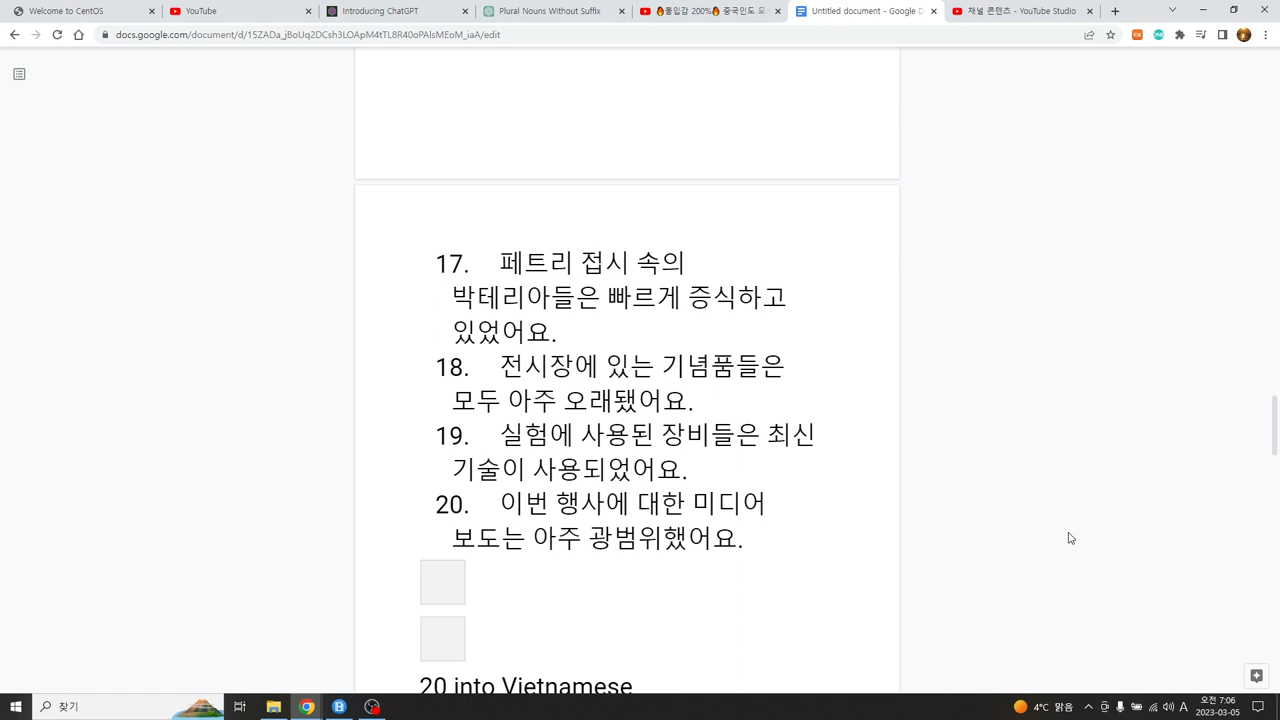 Welcome to CentOS
YouTube
Introducing ChatGPT
Plural Nouns Without Suffix
Untitled document - Google D
채널 콘텐츠 - YouTube Studio
docs.google.com/document/d/15ZADa_jBoUq2DCsh3LOApM4tTL8R40oPAlsMEoM_iaA/edit
17. 페트리 접시 속의
박테리아들은 빠르게 증식하고
있었어요.
18. 전시장에 있는 기념품들은
모두 아주 오래됐어요.
19. 실험에 사용된 장비들은 최신
기술이 사용되었어요.
20. 이번 행사에 대한 미디어
보도는 아주 광범위했어요.
20 into Vietnamese
찾기
4°C 맑음
A
오전 7:06
2023-03-05